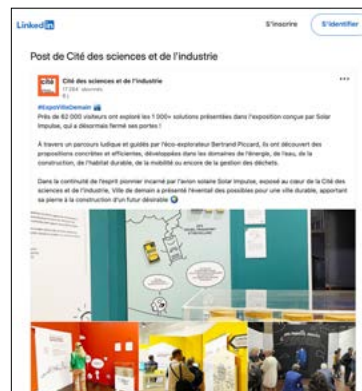 LinkedIn
S'inscrire
S'identifier
Post de Cité des sciences et de l'industrie
cité
Cité des sciences et de l'industrie
#ExpoVilleDemain
Près de 62 000 visiteurs ont exploré les 1 000+ solutions présentées dans l'exposition conçue par Solar
Impulse, qui a désormais fermé ses portes !
À travers un parcours ludique et guidés par l'éco-explorateur Bertrand Piccard, ils ont découvert des
propositions concrètes et efficientes, développées dans les domaines de l'énergie, de l'eau, de la
construction, de l'habitat durable, de la mobilité ou encore de la gestion des déchets.
Dans la continuité de l'esprit pionnier incarné par l'avion solaire Solar Impulse, exposé au cœur de la Cité des
sciences et de l'industrie, Ville de demain a présenté l'éventail des possibles pour une ville durable, apportant
sa pierre à la construction d'un futur désirable